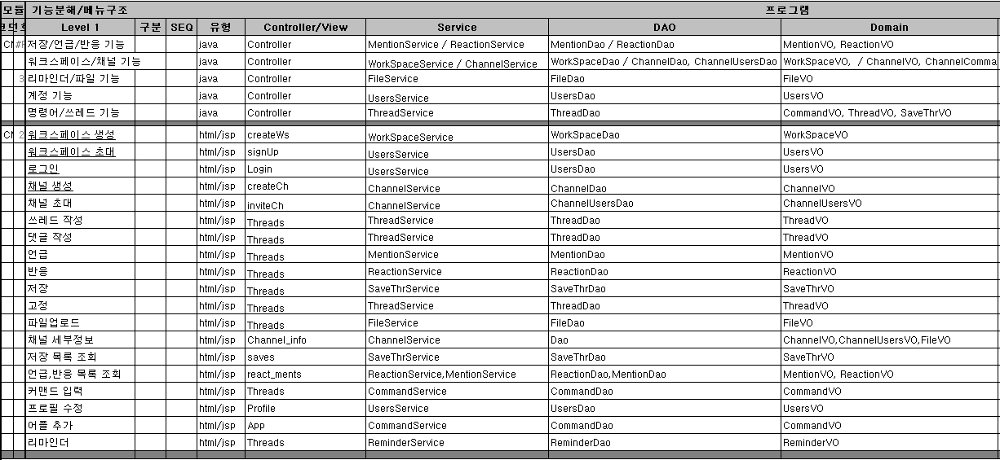 모듈 기능분해/메뉴구조 프로그램
Level 1 구분 SEQ 유형 Controller/View Service DAO Domain
저장/언급/반응 기능 java Controller MentionService / ReactionService MentionDao / ReactionDao MentionVO, ReactionVO
워크스페이스/채널 기능 java Controller WorkSpaceService / ChannelService WorkSpaceDao / ChannelDao, ChannelUsersDao WorkSpaceVO, / ChannelVO, ChannelComma
3 리마인더/파일 기능 java Controller FileService FileDao FileVO
계정 기능 java Controller UsersService UsersDao UsersVO
명령어/쓰레드 기능 java Controller ThreadService ThreadDao CommandVO, ThreadVO, SaveThrVO
2 워크스페이스 생성 html/jsp createWs WorkSpaceService WorkSpaceDao WorkSpaceVO
워크스페이스 초대 html/jsp signUp UsersService UsersDao UsersVO
로그인 html/jsp Login UsersService UsersDao UsersVO
채널 생성 html/jsp createCh ChannelService ChannelDao ChannelVO
채널 초대 html/jsp inviteCh ChannelService ChannelUsersDao ChannelUsersVO
쓰레드 작성 html/jsp Threads ThreadService ThreadDao ThreadVO
댓글 작성 html/jsp Threads ThreadService ThreadDao ThreadVO
언급 html/jsp Threads MentionService MentionDao MentionVO
반응 html/jsp Threads ReactionService ReactionDao ReactionVO
저장 html/jsp Threads SaveThrService SaveThrDao SaveThrVO
고정 html/jsp Threads ThreadService ThreadDao ThreadVO
파일업로드 html/jsp Threads FileService FileDao FileVO
채널 세부정보 html/jsp Channel_info ChannelService Dao ChannelVO,ChannelUsersVO,FileVO
저장 목록 조회 html/jsp saves SaveThrService SaveThrDao SaveThrVO
언급,반응 목록 조회 html/jsp react_ments ReactionService,MentionService ReactionDao,MentionDao MentionVO, ReactionVO
커맨드 입력 html/jsp Threads CommandService CommandDao CommandVO
프로필 수정 html/jsp Profile UsersService UsersDao UsersVO
어플 추가 html/jsp App CommandService CommandDao CommandVO
리마인더 html/jsp Threads ReminderService ReminderDao ReminderVO